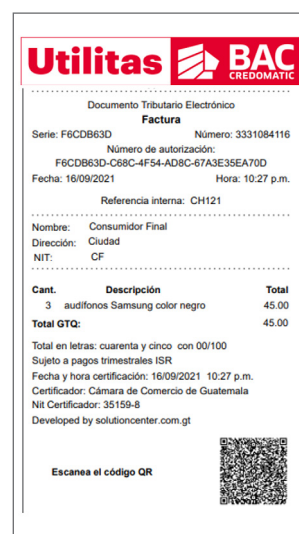 Utilitas BAC CREDOMATIC
Documento Tributario Electrónico
Factura
Serie: F6CDB63D Número: 3331084116
Número de autorización:
F6CDB63D-C68C-4F54-AD8C-67A3E35EA70D
Fecha: 16/09/2021 Hora: 10:27 p.m.
Referencia interna: CH121
Nombre: Consumidor Final
Dirección: Ciudad
NIT: CF
Cant. Descripción Total
3 audífonos Samsung color negro 45.00
Total GTQ: 45.00
Total en letras: cuarenta y cinco con 00/100
Sujeto a pagos trimestrales ISR
Fecha y hora certificación: 16/09/2021 10:27 p.m.
Certificador: Cámara de Comercio de Guatemala
Nit Certificador: 35159-8
Developed by solutioncenter.com.gt
Escanea el código QR